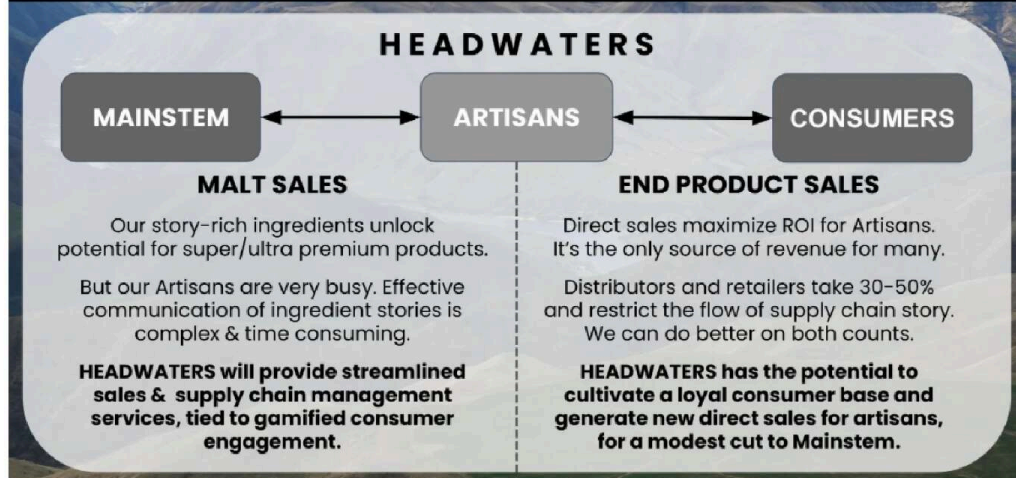 HEADWATERS
MAINSTEM
ARTISANS
CONSUMERS
MALT SALES
Our story-rich ingredients unlock
potential for super/ultra premium products.
But our Artisans are very busy. Effective
communication of ingredient stories is
complex & time consuming.
HEADWATERS will provide streamlined
sales & supply chain management
services, tied to gamified consumer
engagement.
END PRODUCT SALES
Direct sales maximize ROI for Artisans.
It's the only source of revenue for many.
Distributors and retailers take 30-50%
and restrict the flow of supply chain story.
We can do better on both counts.
HEADWATERS has the potential to
cultivate a loyal consumer base and
generate new direct sales for artisans,
for a modest cut to Mainstem.